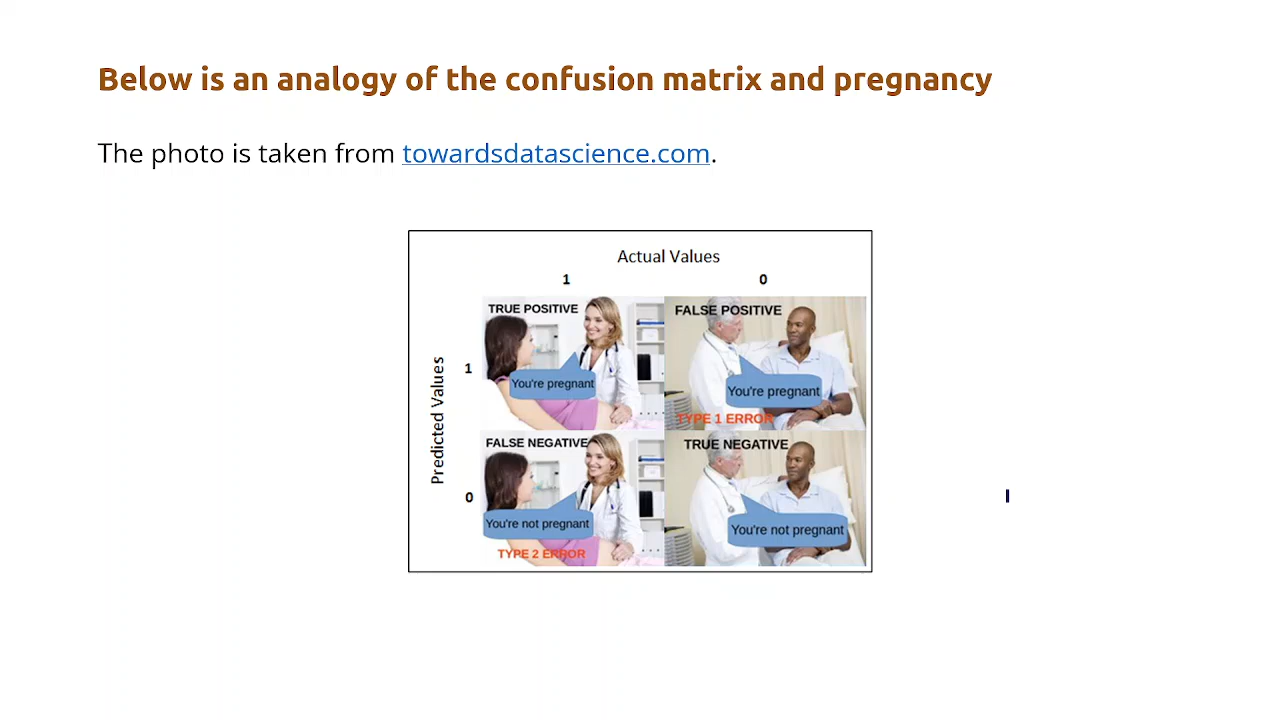 Below is an analogy of the confusion matrix and pregnancy
The photo is taken from towardsdatascience.com.
Actual Values
1 0
Predicted Values
1
TRUE POSITIVE
You're pregnant
FALSE POSITIVE
You're pregnant
TYPE 1 ERROR
0
FALSE NEGATIVE
You're not pregnant
TYPE 2 ERROR
TRUE NEGATIVE
You're not pregnant